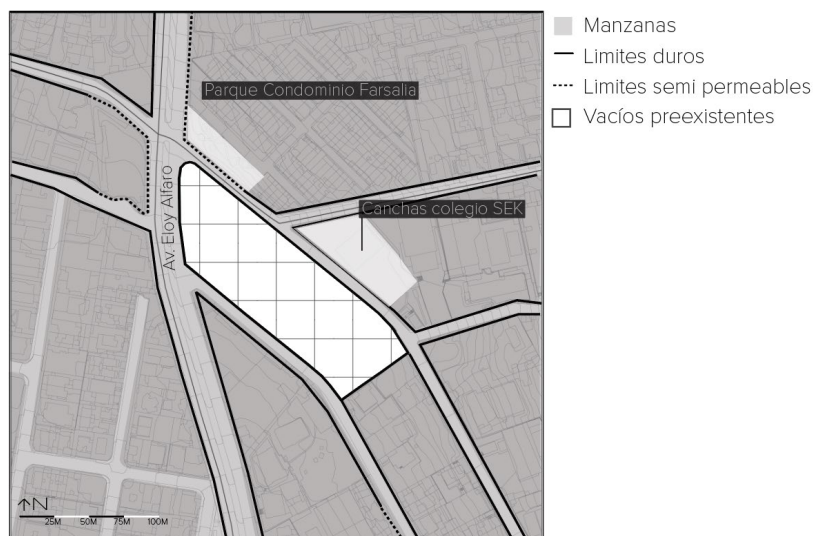 Manzanas
Limites duros
Limites semi permeables
Vacíos preexistentes
Parque Condominio Farsalia
Canchas colegio SEK
Av. Eloy Alfaro
N
25M 50M 75M 100M